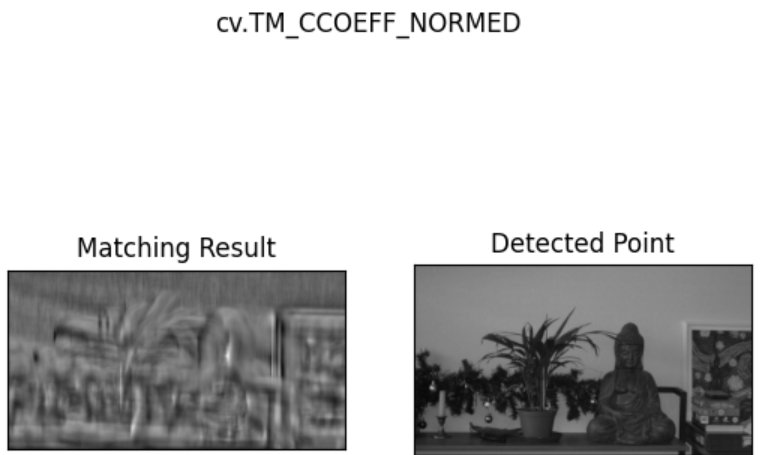 cv.TM_CCOEFF_NORMED
Matching Result
Detected Point